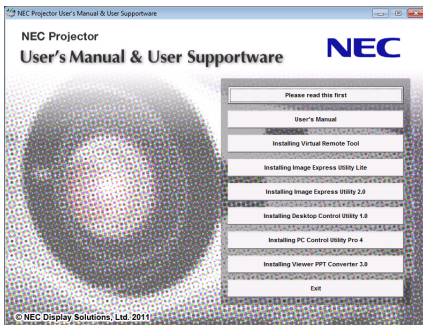 NEC Projector User's Manual & User Supportware
NEC Projector
User's Manual & User Supportware
NEC
Please read this first
User's Manual
Installing Virtual Remote Tool
Installing Image Express Utility Lite
Installing Image Express Utility 2.0
Installing Desktop Control Utility 1.0
Installing PC Control Utility Pro 4
Installing Viewer PPT Converter 3.0
Exit
© NEC Display Solutions, Ltd. 2011